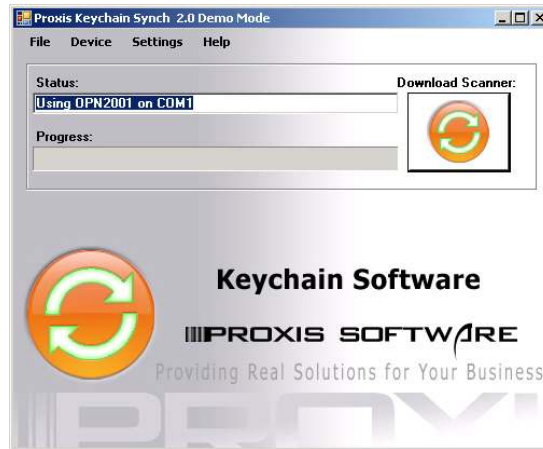 Proxis Keychain Synch 2.0 Demo Mode
File Device Settings Help
Status:
Download Scanner:
Using OPN2001 on COM1
Progress:
Keychain Software
PROXIS SOFTWARE
Providing Real Solutions for Your Business
PROXI